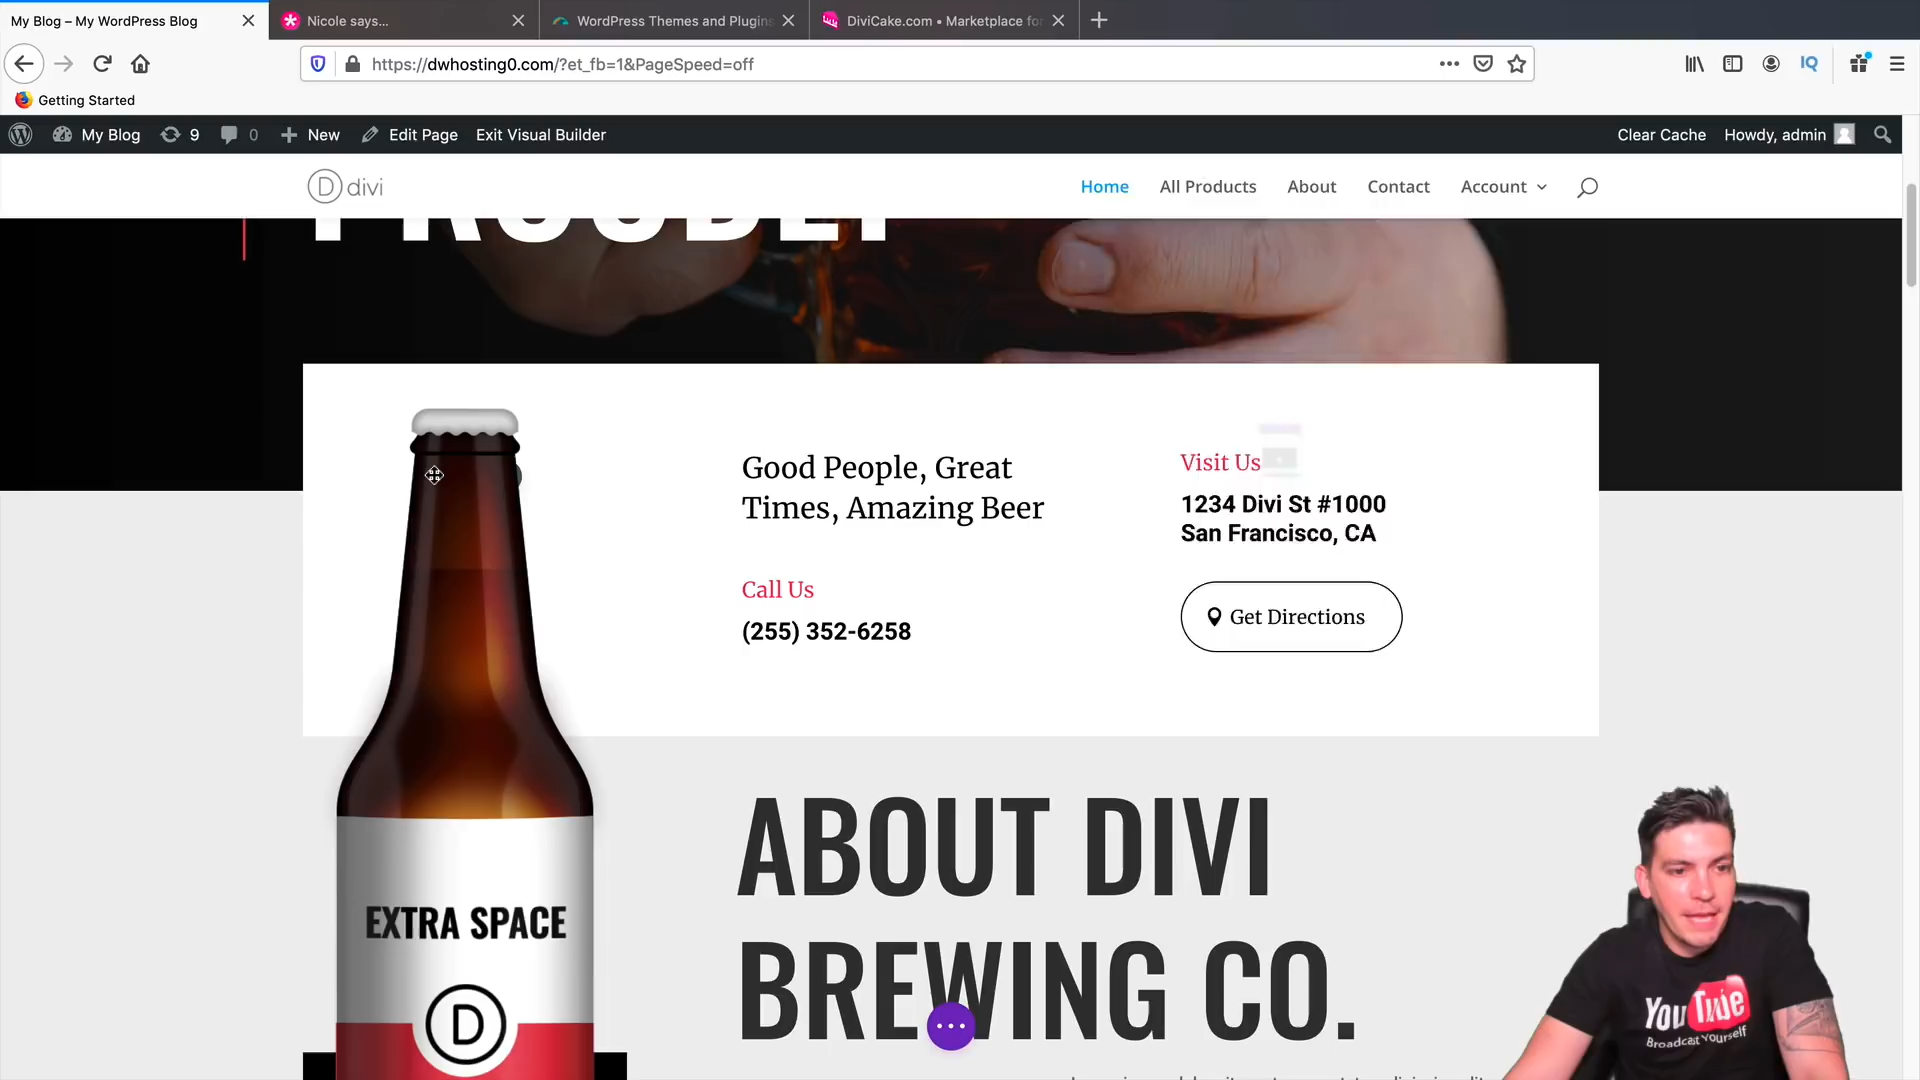 My Blog – My WordPress Blog
Nicole says...
WordPress Themes and Plugins
DiviCake.com • Marketplace for
https://dwhosting0.com/?et_fb=1&PageSpeed=off
IQ
Getting Started
My Blog 9 0 New Edit Page Exit Visual Builder
Clear Cache Howdy, admin
D divi
Home All Products About Contact Account
PROUDLY
Good People, Great
Times, Amazing Beer
Call Us
(255) 352-6258
Visit Us
1234 Divi St #1000
San Francisco, CA
Get Directions
EXTRA SPACE
D
ABOUT DIVI
BREWING CO.
You Tube
Broadcast Yourself